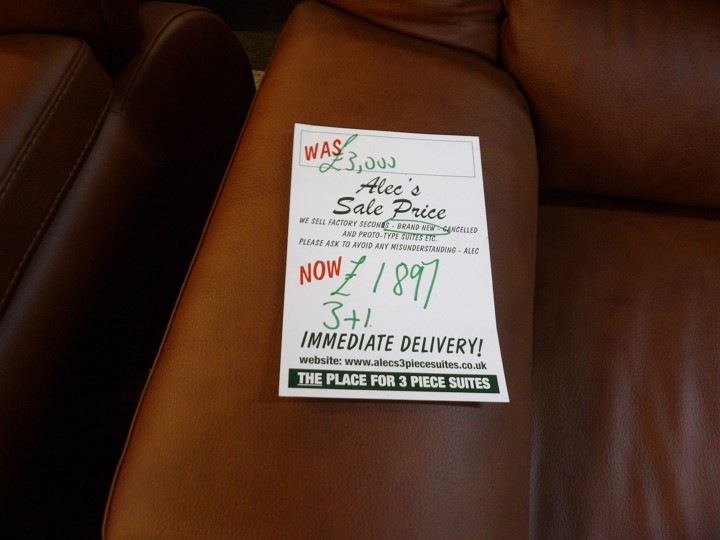 WAS £3,000
Alec's
Sale Price
WE SELL FACTORY SECONDS - BRAND NEW - CANCELLED
AND PROTO-TYPE SUITES ETC.
PLEASE ASK TO AVOID ANY MISUNDERSTANDING - ALEC
NOW £1897
3+1
IMMEDIATE DELIVERY!
website: www.alecs3piecesuites.co.uk
THE PLACE FOR 3 PIECE SUITES